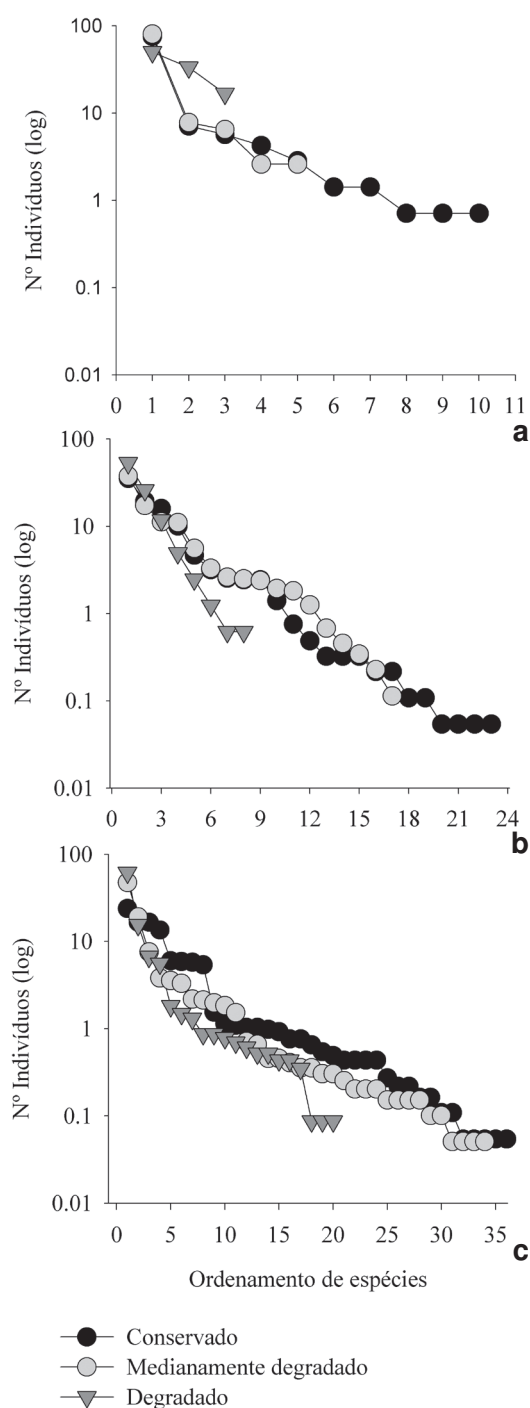 100
10
1
0.1
0.01
Nº Indivíduos (log)
0 1 2 3 4 5 6 7 8 9 10 11
a
100
10
1
0.1
0.01
Nº Indivíduos (log)
0 3 6 9 12 15 18 21 24
b
100
10
1
0.1
0.01
Nº Indivíduos (log)
0 5 10 15 20 25 30 35
c
Ordenamento de espécies
Conservado
Medianamente degradado
Degradado